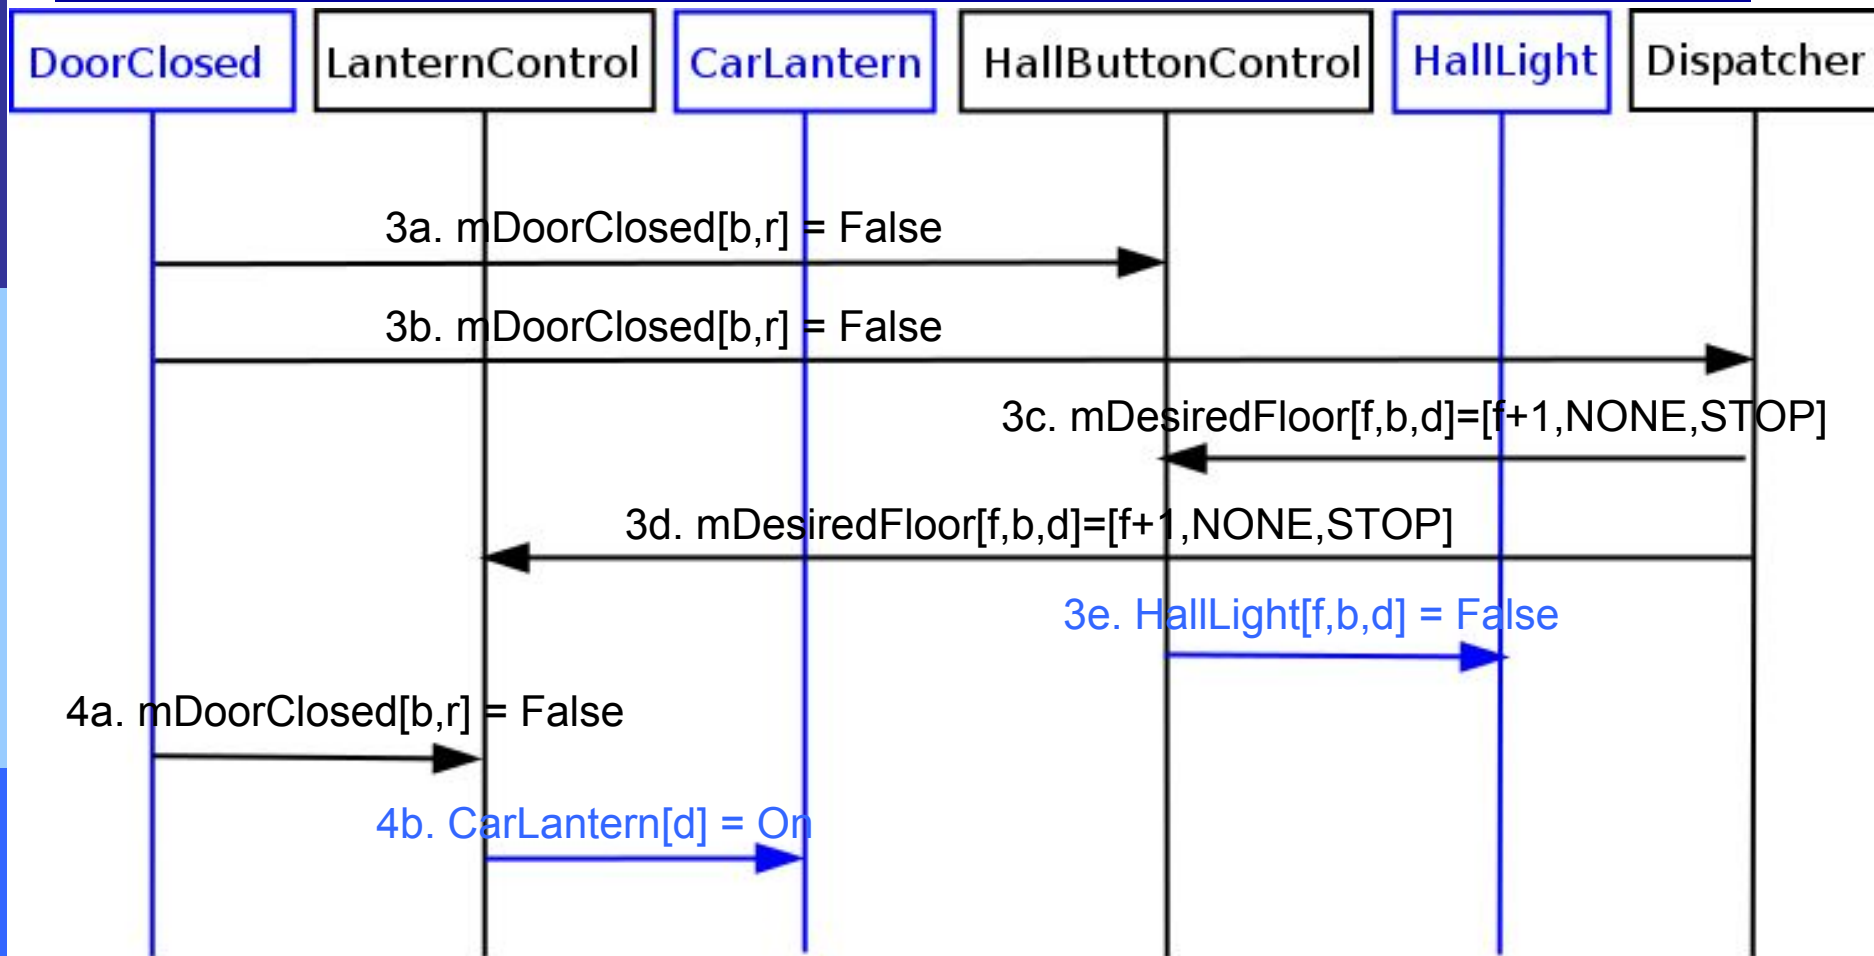 DoorClosed LanternControl CarLantern HallButtonControl HallLight Dispatcher
3a. mDoorClosed[b,r] = False
3b. mDoorClosed[b,r] = False
3c. mDesiredFloor[f,b,d]=[f+1,NONE,STOP]
3d. mDesiredFloor[f,b,d]=[f+1,NONE,STOP]
3e. HallLight[f,b,d] = False
4a. mDoorClosed[b,r] = False
4b. CarLantern[d] = On